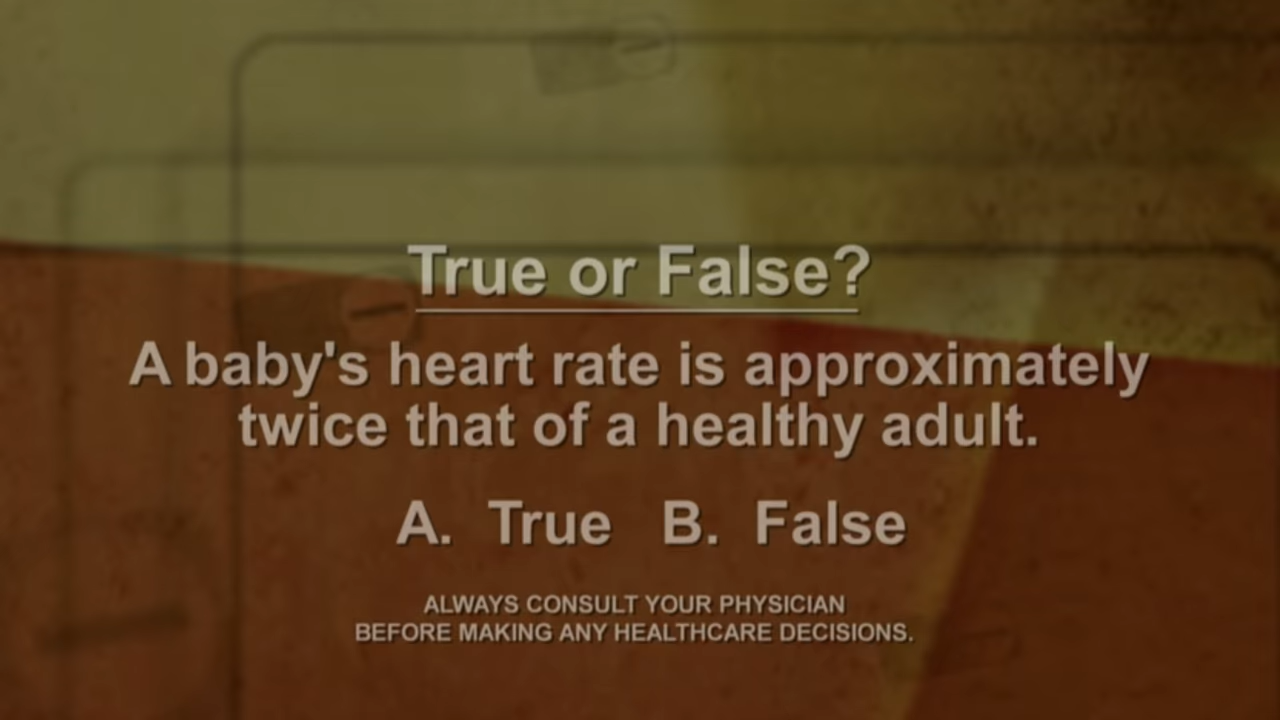 True or False?
A baby's heart rate is approximately
twice that of a healthy adult.
A. True B. False
ALWAYS CONSULT YOUR PHYSICIAN
BEFORE MAKING ANY HEALTHCARE DECISIONS.